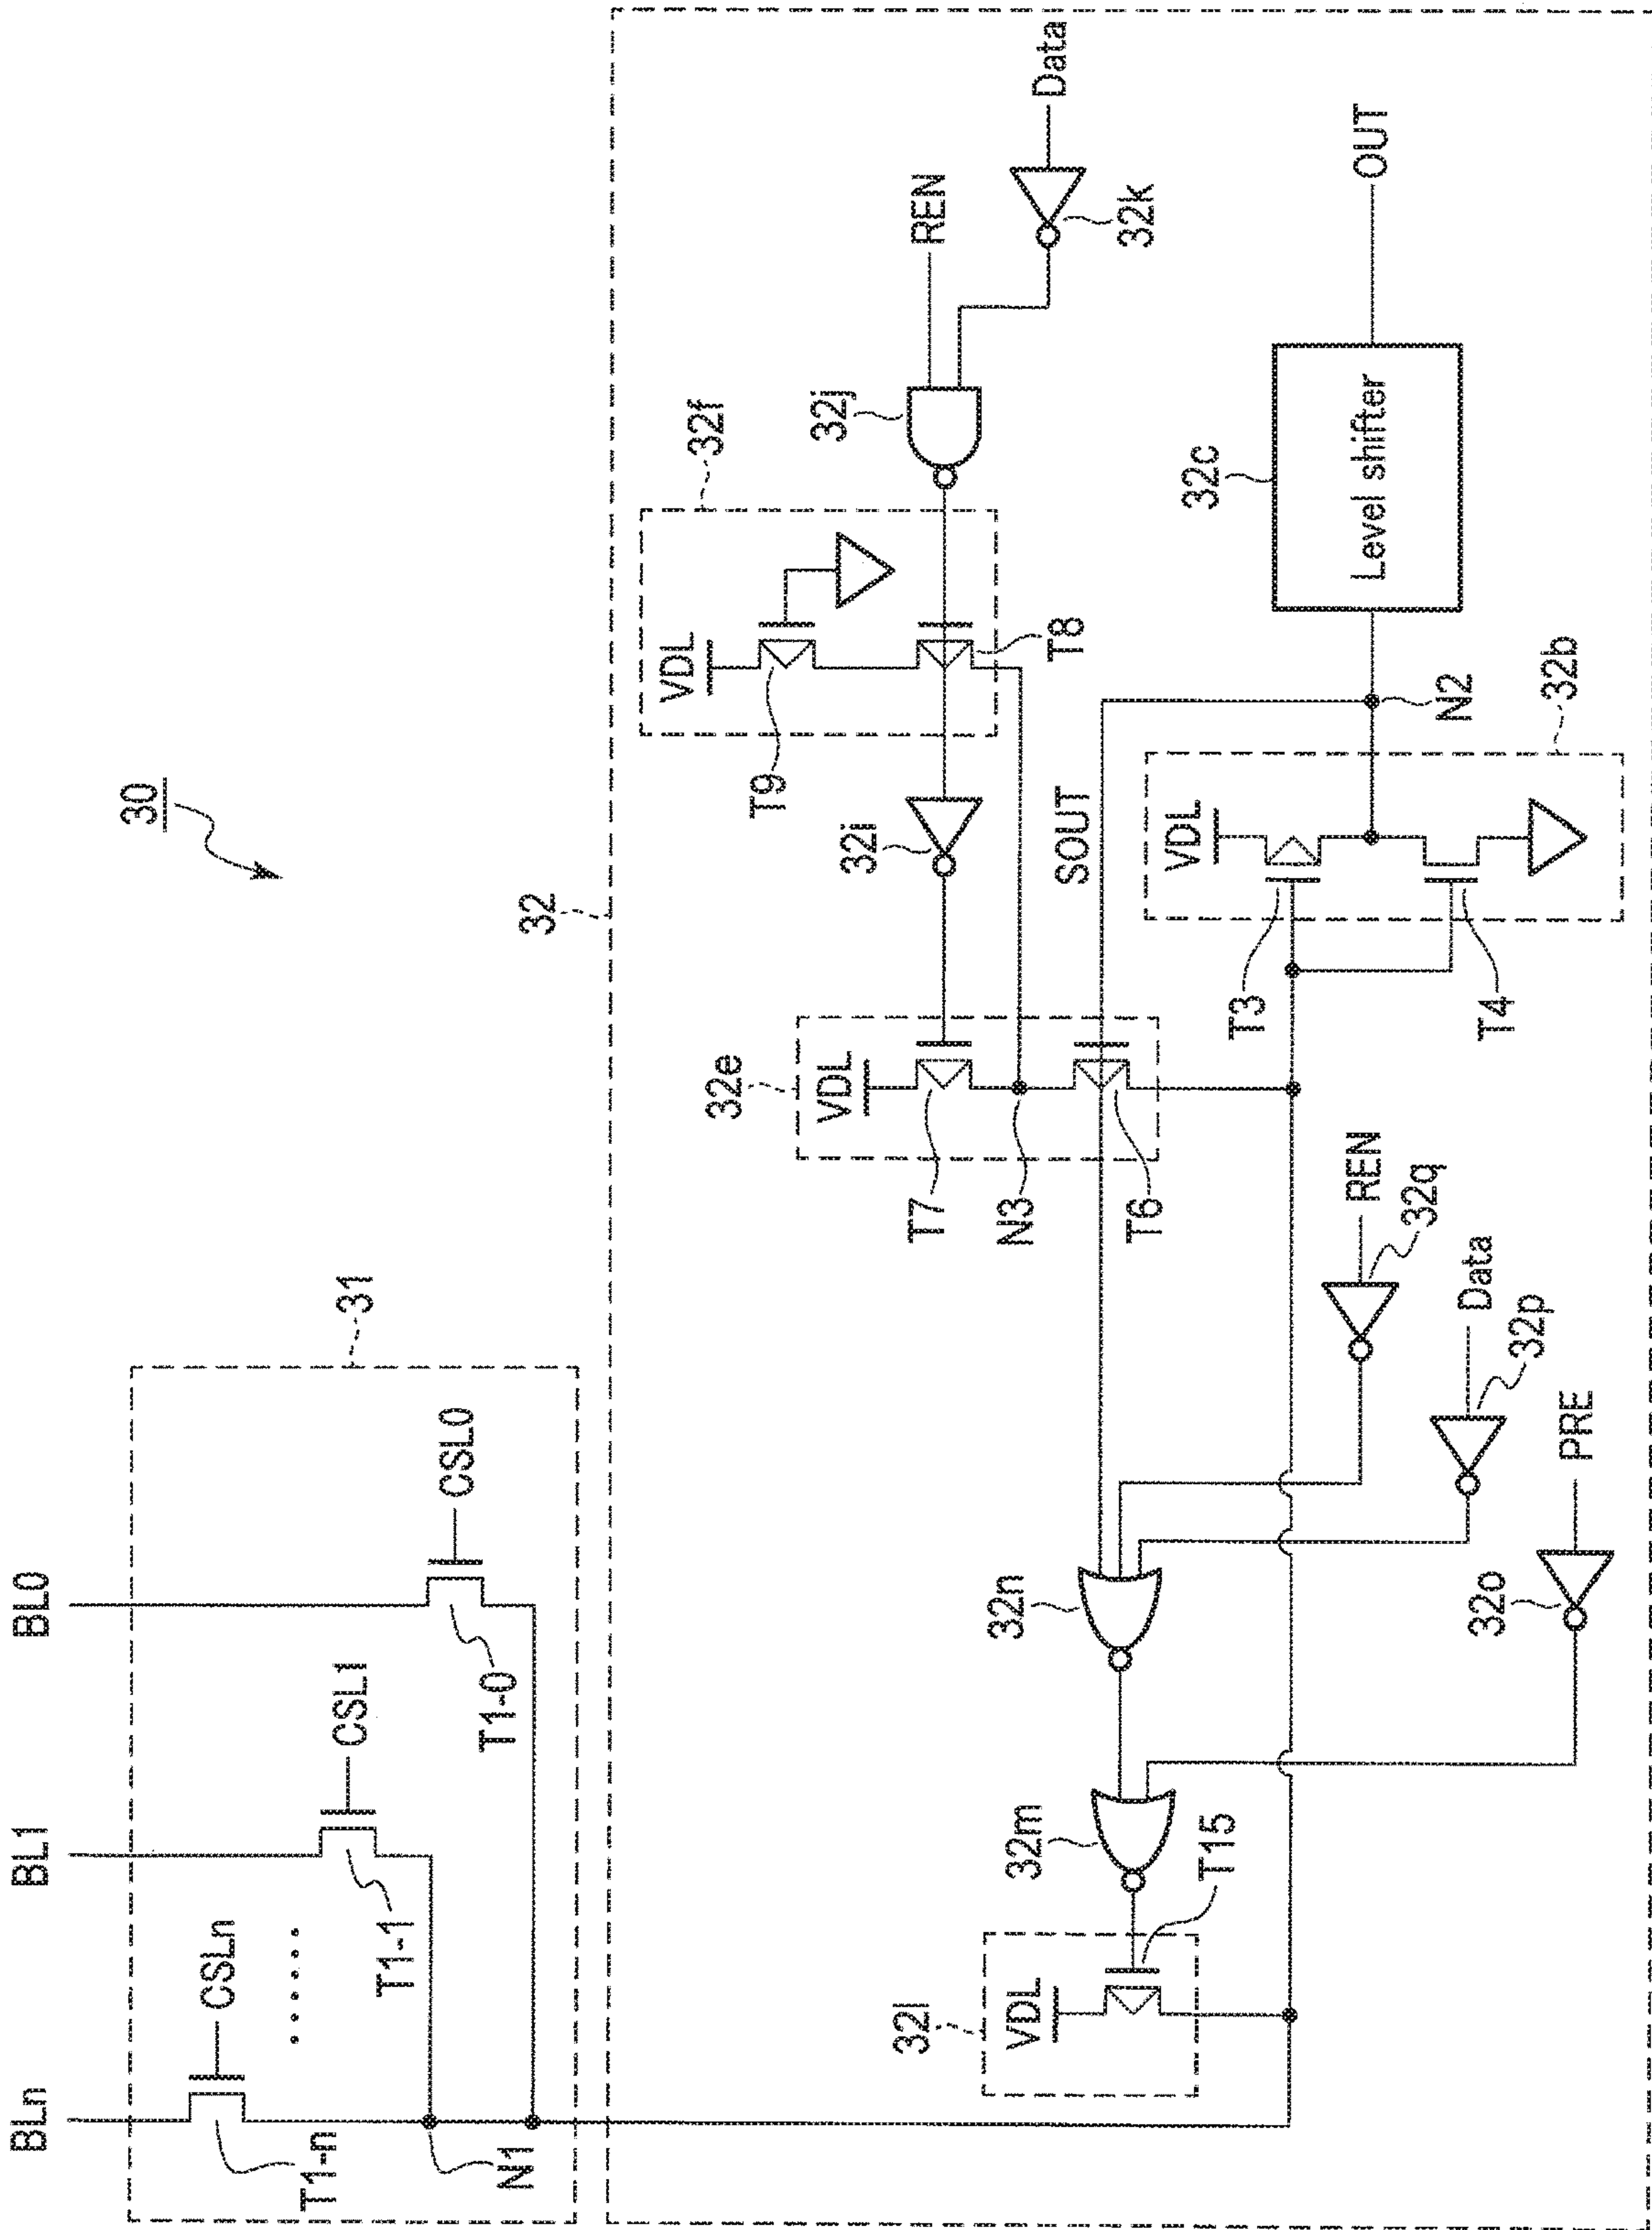 30
BLn
BL1
BL0
31
CSLn
CSL1
CSL0
T1-n
T1-1
T1-0
N1
32
32l
VDL
T15
32m
32n
32o
PRE
32p
Data
32q
REN
32e
VDL
T7
N3
T6
32i
SOUT
32f
VDL
T9
T8
32j
REN
32k
Data
32b
VDL
T3
T4
N2
32c
Level shifter
OUT